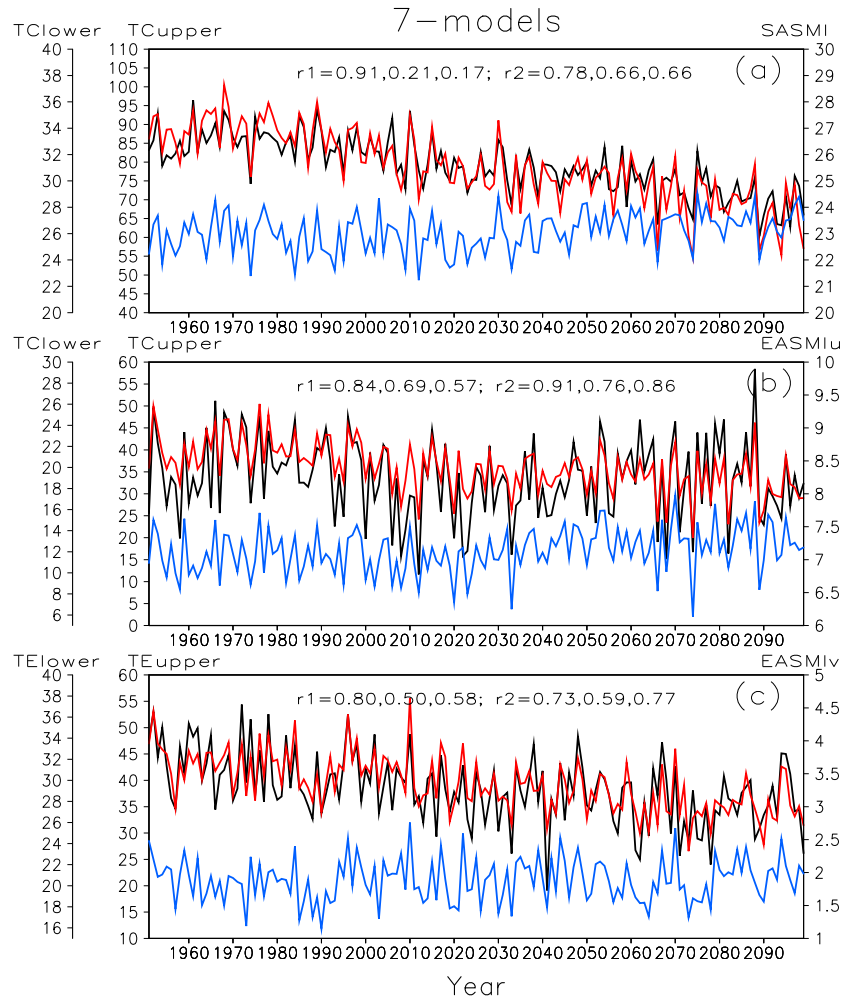 7-models
TClower TCupper SASMI
40 110 30
105
38 100 29
95
36 90 28
85
34 80 27
75
32 70 26
65
30 60 25
55
28 50 24
45
26 40 23
24 22
22 21
20 20
r1=0.91,0.21,0.17; r2=0.78,0.66,0.66 (a)
1960 1970 1980 1990 2000 2010 2020 2030 2040 2050 2060 2070 2080 2090
TClower TCupper EASMIu
30 60 10
28 55 9.5
26 50 9
24 45 8.5
22 40 8
20 35 7.5
18 30 7
16 25 6.5
14 20 6
12 15
10 10
8 5
6 0
r1=0.84,0.69,0.57; r2=0.91,0.76,0.86 (b)
1960 1970 1980 1990 2000 2010 2020 2030 2040 2050 2060 2070 2080 2090
TElower TEupper EASMIv
40 60 5
38 55 4.5
36 50 4
34 45 3.5
32 40 3
30 35 2.5
28 30 2
26 25 1.5
24 20 1
22 15
20 10
18
16
r1=0.80,0.50,0.58; r2=0.73,0.59,0.77 (c)
1960 1970 1980 1990 2000 2010 2020 2030 2040 2050 2060 2070 2080 2090
Year